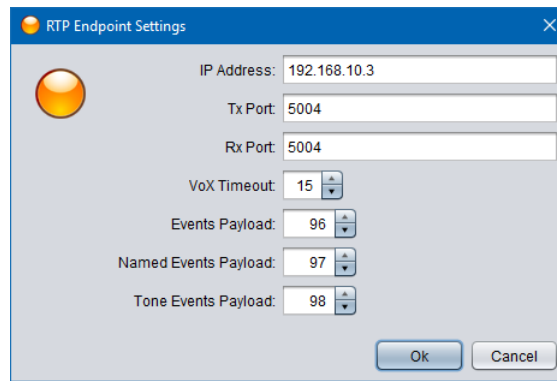 RTP Endpoint Settings
IP Address: 192.168.10.3
Tx Port: 5004
Rx Port: 5004
VoX Timeout: 15
Events Payload: 96
Named Events Payload: 97
Tone Events Payload: 98
Ok Cancel